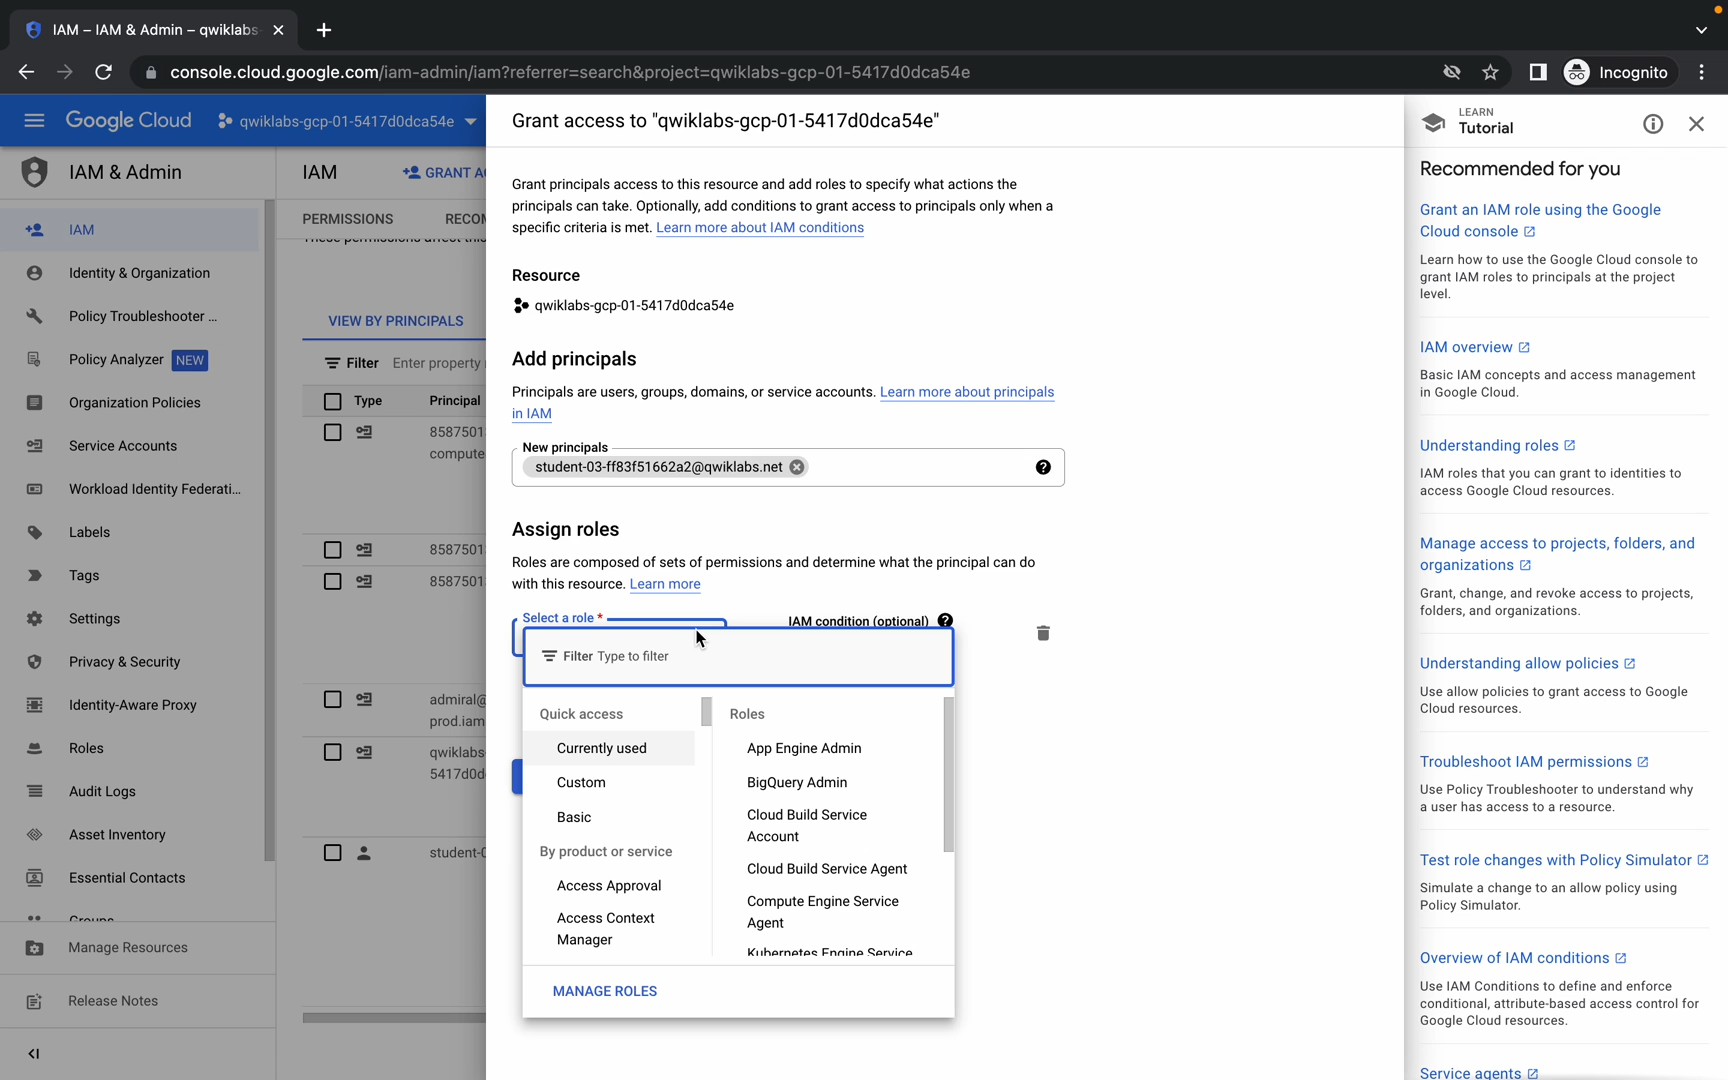 IAM – IAM & Admin – qwiklabs-
console.cloud.google.com/iam-admin/iam?referrer=search&project=qwiklabs-gcp-01-5417d0dca54e
Incognito
Google Cloud
qwiklabs-gcp-01-5417d0dca54e
IAM & Admin
IAM
Identity & Organization
Policy Troubleshooter ...
Policy Analyzer NEW
Organization Policies
Service Accounts
Workload Identity Federati...
Labels
Tags
Settings
Privacy & Security
Identity-Aware Proxy
Roles
Audit Logs
Asset Inventory
Essential Contacts
Groups
Manage Resources
Release Notes
IAM
GRANT AC
PERMISSIONS RECOM
These permissions affect this
VIEW BY PRINCIPALS
Filter Enter property
Type Principal
8587501
compute
8587501
8587501
admiral@
prod.iam
qwiklabs-
5417d0d
student-0
Grant access to "qwiklabs-gcp-01-5417d0dca54e"
Grant principals access to this resource and add roles to specify what actions the
principals can take. Optionally, add conditions to grant access to principals only when a
specific criteria is met. Learn more about IAM conditions
Resource
qwiklabs-gcp-01-5417d0dca54e
Add principals
Principals are users, groups, domains, or service accounts. Learn more about principals
in IAM
New principals
student-03-ff83f51662a2@qwiklabs.net
Assign roles
Roles are composed of sets of permissions and determine what the principal can do
with this resource. Learn more
Select a role *
IAM condition (optional)
Filter Type to filter
Quick access
Currently used
Custom
Basic
By product or service
Access Approval
Access Context
Manager
Roles
App Engine Admin
BigQuery Admin
Cloud Build Service
Account
Cloud Build Service Agent
Compute Engine Service
Agent
Kubernetes Engine Service
MANAGE ROLES
LEARN
Tutorial
Recommended for you
Grant an IAM role using the Google
Cloud console
Learn how to use the Google Cloud console to
grant IAM roles to principals at the project
level.
IAM overview
Basic IAM concepts and access management
in Google Cloud.
Understanding roles
IAM roles that you can grant to identities to
access Google Cloud resources.
Manage access to projects, folders, and
organizations
Grant, change, and revoke access to projects,
folders, and organizations.
Understanding allow policies
Use allow policies to grant access to Google
Cloud resources.
Troubleshoot IAM permissions
Use Policy Troubleshooter to understand why
a user has access to a resource.
Test role changes with Policy Simulator
Simulate a change to an allow policy using
Policy Simulator.
Overview of IAM conditions
Use IAM Conditions to define and enforce
conditional, attribute-based access control for
Google Cloud resources.
Service agents